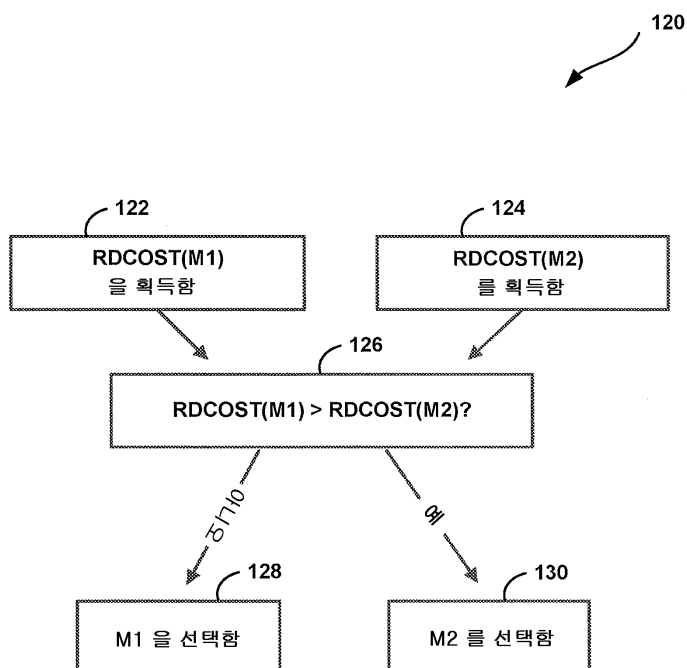 120
122
RDCOST(M1)
을 획득함
124
RDCOST(M2)
를 획득함
126
RDCOST(M1) > RDCOST(M2)?
아니오
예
128
M1 을 선택함
130
M2 를 선택함